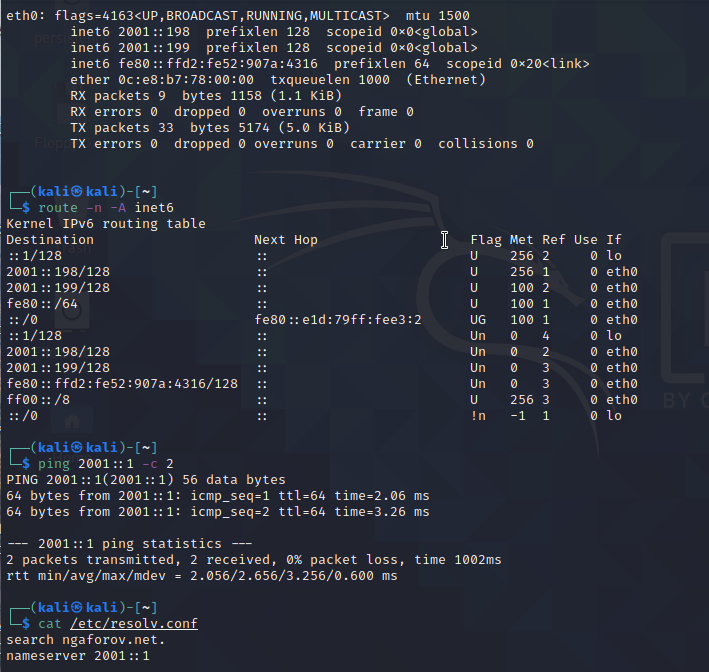 eth0: flags=4163<UP,BROADCAST,RUNNING,MULTICAST>  mtu 1500
        inet6 2001::198  prefixlen 128  scopeid 0×0<global>
        inet6 2001::199  prefixlen 128  scopeid 0×0<global>
        inet6 fe80::ffd2:fe52:907a:4316  prefixlen 64  scopeid 0×20<link>
        ether 0c:e8:b7:78:00:00  txqueuelen 1000  (Ethernet)
        RX packets 9  bytes 1158 (1.1 KiB)
        RX errors 0  dropped 0  overruns 0  frame 0
        TX packets 33  bytes 5174 (5.0 KiB)
        TX errors 0  dropped 0 overruns 0  carrier 0  collisions 0
┌──(kali㉿kali)-[~]
└─$ route -n -A inet6
Kernel IPv6 routing table
Destination                    Next Hop                   Flag Met Ref Use If
::1/128                        ::                         U    256 2     0 lo
2001::198/128                  ::                         U    256 1     0 eth0
2001::199/128                  ::                         U    100 2     0 eth0
fe80::/64                      ::                         U    100 1     0 eth0
::/0                           fe80::e1d:79ff:fee3:2      UG   100 1     0 eth0
::1/128                        ::                         Un   0   4     0 lo
2001::198/128                  ::                         Un   0   2     0 eth0
2001::199/128                  ::                         Un   0   3     0 eth0
fe80::ffd2:fe52:907a:4316/128  ::                         Un   0   3     0 eth0
ff00::/8                       ::                         U    256 3     0 eth0
::/0                           ::                         !n   -1  1     0 lo
BY O
┌──(kali㉿kali)-[~]
└─$ ping 2001::1 -c 2
PING 2001::1(2001::1) 56 data bytes
64 bytes from 2001::1: icmp_seq=1 ttl=64 time=2.06 ms
64 bytes from 2001::1: icmp_seq=2 ttl=64 time=3.26 ms
--- 2001::1 ping statistics ---
2 packets transmitted, 2 received, 0% packet loss, time 1002ms
rtt min/avg/max/mdev = 2.056/2.656/3.256/0.600 ms
┌──(kali㉿kali)-[~]
└─$ cat /etc/resolv.conf
search ngaforov.net.
nameserver 2001::1